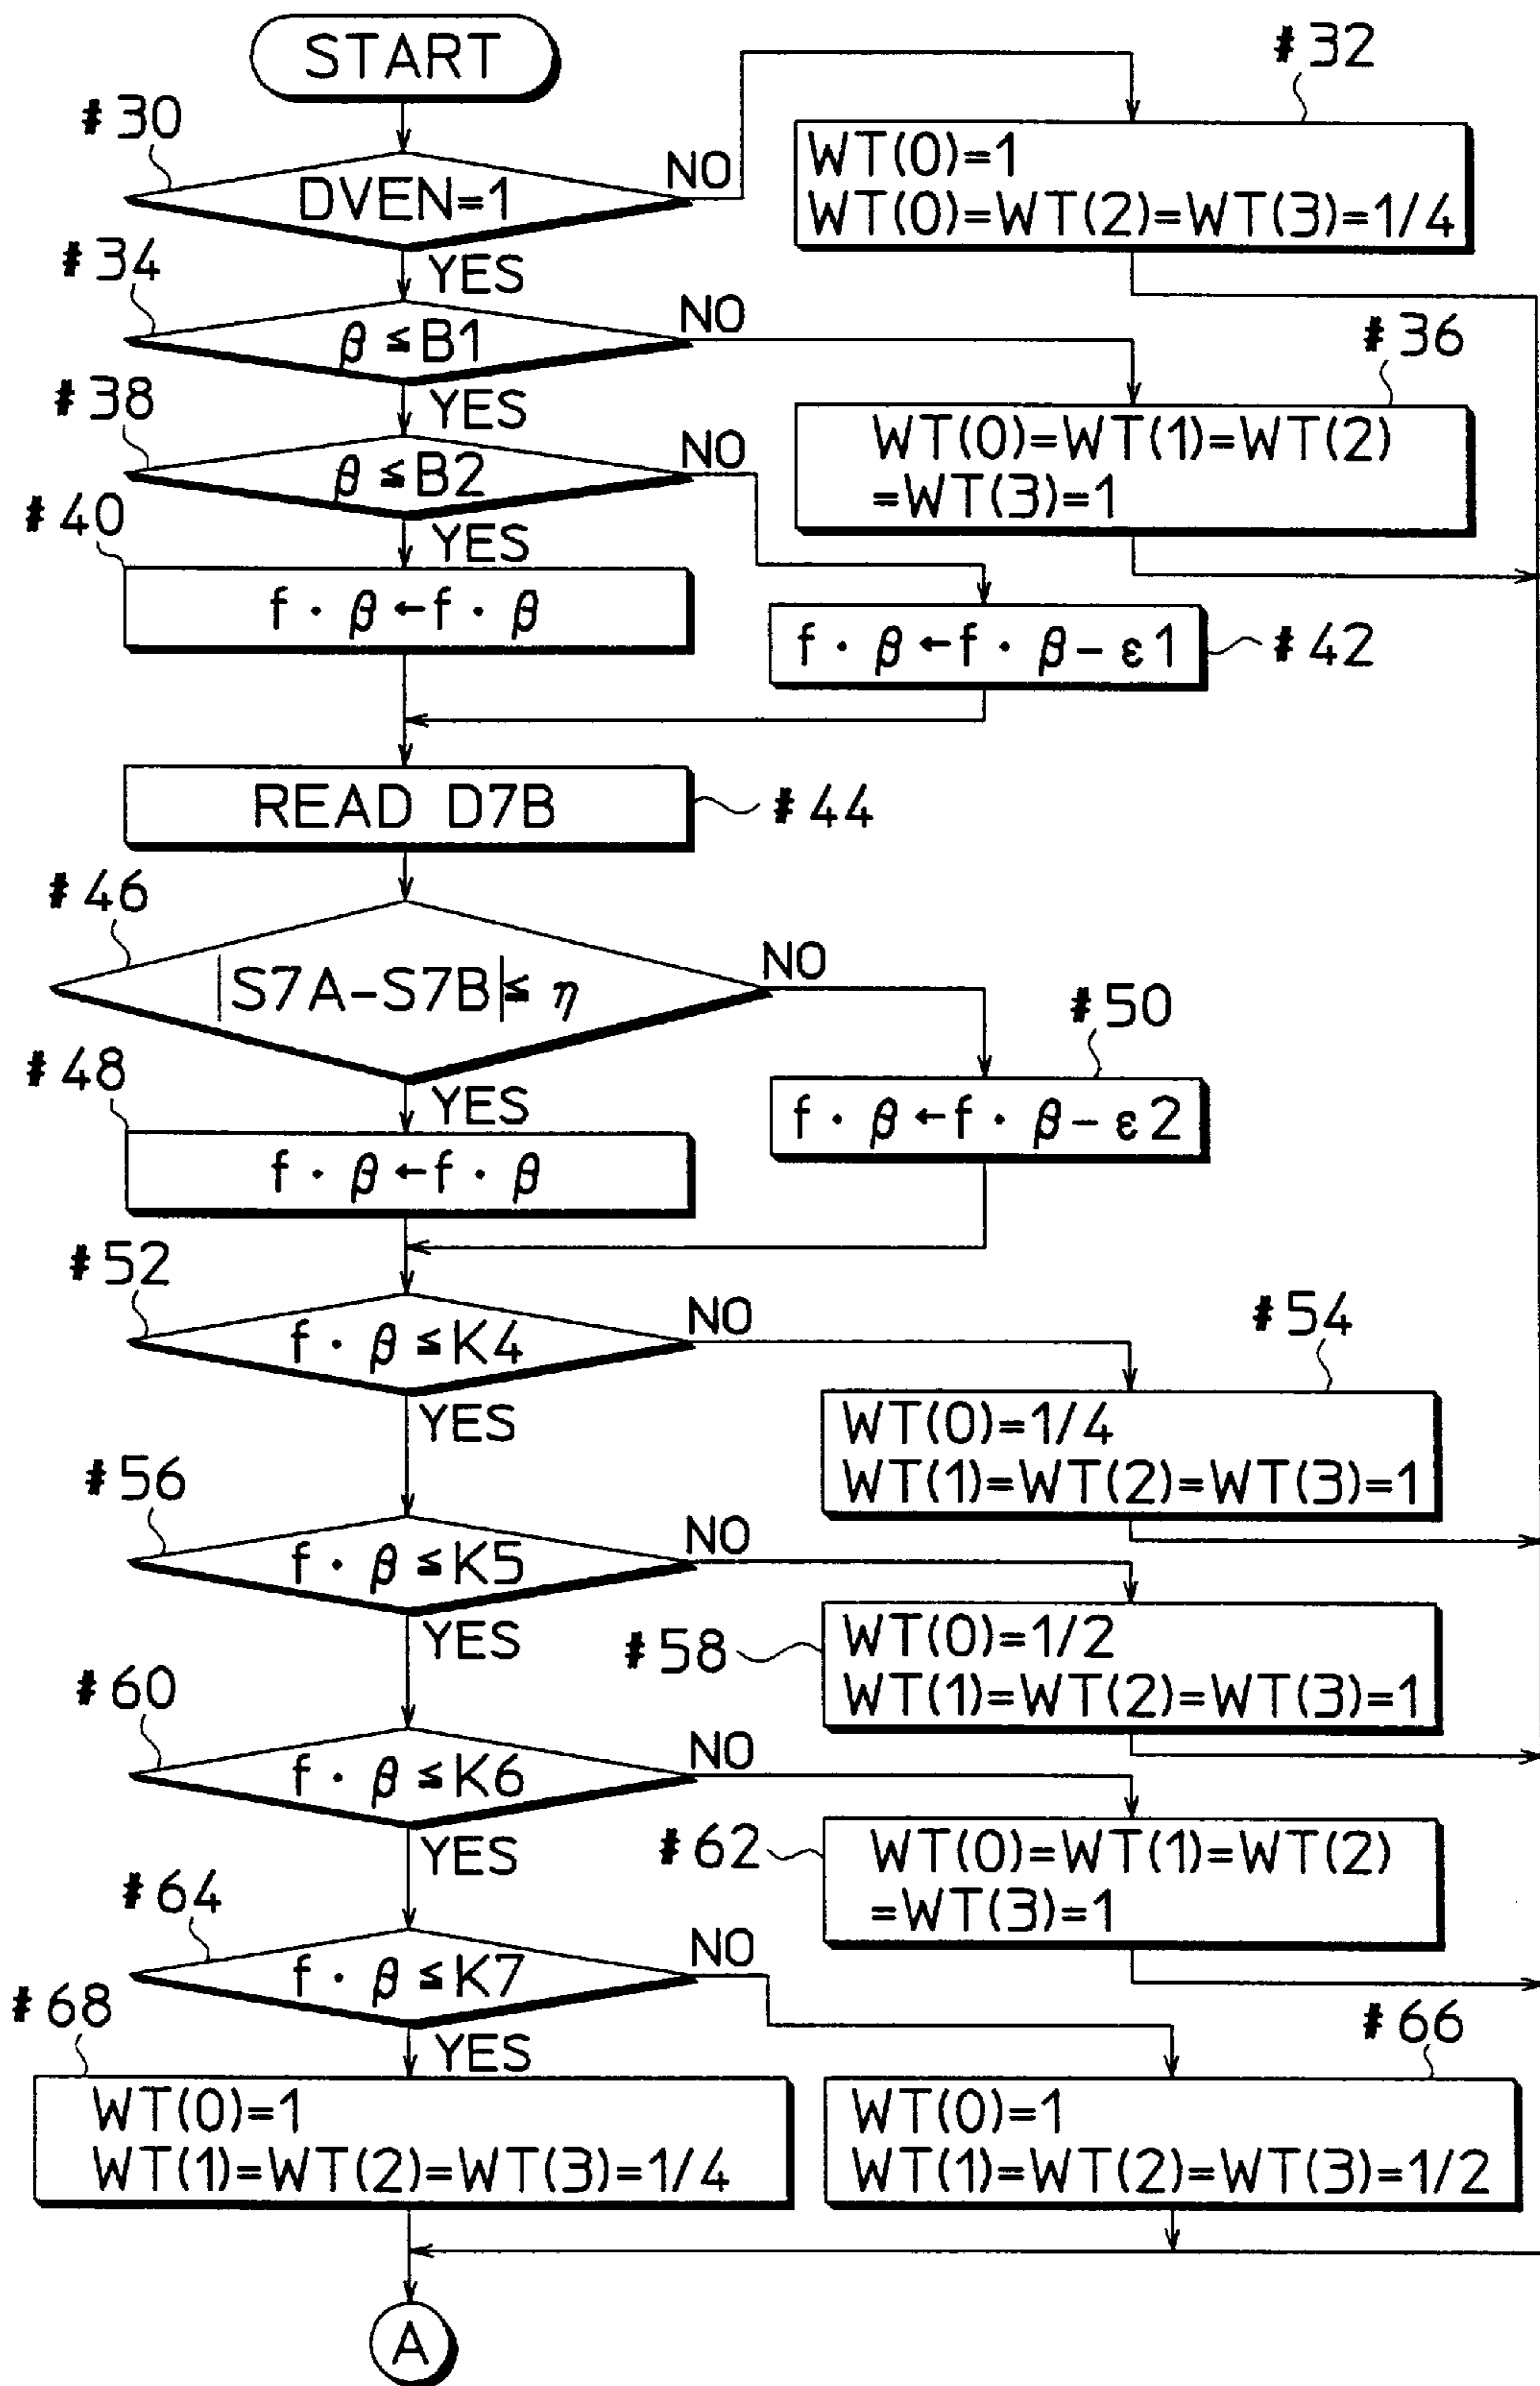 START
#30
DVEN=1
NO
#32
WT(0)=1
WT(0)=WT(2)=WT(3)=1/4
YES
#34
β≦B1
NO
#36
WT(0)=WT(1)=WT(2)
=WT(3)=1
YES
#38
β≦B2
NO
YES
#40
f・β←f・β
f・β←f・β-ε1
#42
READ D7B
#44
#46
|S7A-S7B|≦η
NO
#50
f・β←f・β-ε2
YES
#48
f・β←f・β
#52
f・β≦K4
NO
#54
WT(0)=1/4
WT(1)=WT(2)=WT(3)=1
YES
#56
f・β≦K5
NO
#58
WT(0)=1/2
WT(1)=WT(2)=WT(3)=1
YES
#60
f・β≦K6
NO
#62
WT(0)=WT(1)=WT(2)
=WT(3)=1
YES
#64
f・β≦K7
NO
#66
WT(0)=1
WT(1)=WT(2)=WT(3)=1/2
YES
#68
WT(0)=1
WT(1)=WT(2)=WT(3)=1/4
A